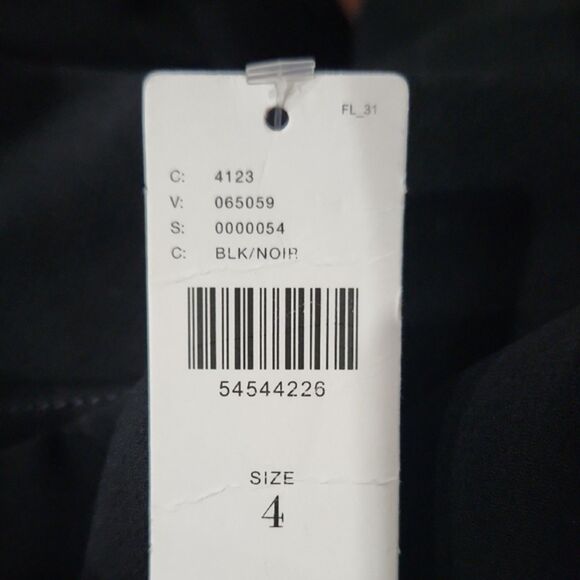 FL_31
C: 4123
V: 065059
S: 0000054
C: BLK/NOIR
54544226
SIZE
4